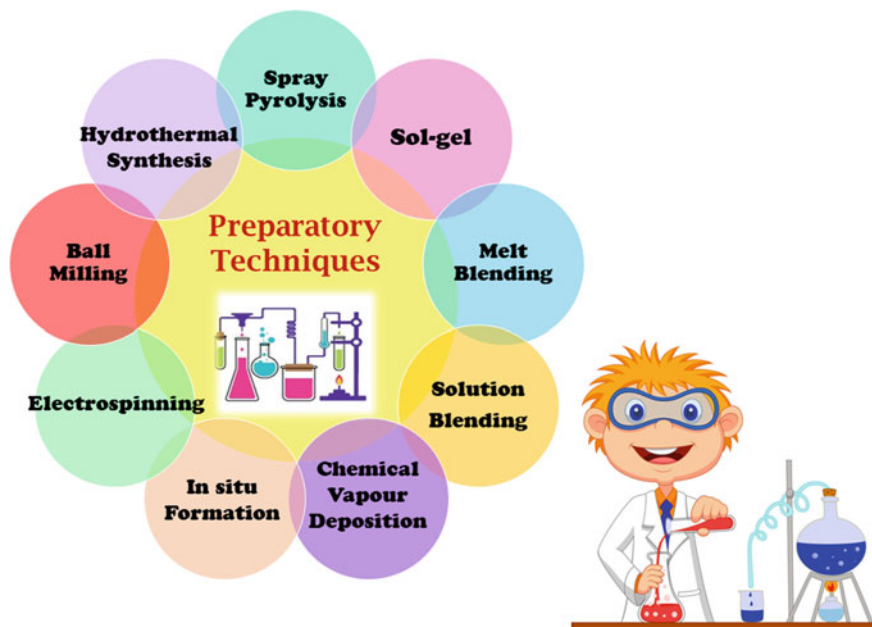 Preparatory
Techniques
Spray
Pyrolysis
Sol-gel
Melt
Blending
Solution
Blending
Chemical
Vapour
Deposition
In situ
Formation
Electrospinning
Ball
Milling
Hydrothermal
Synthesis